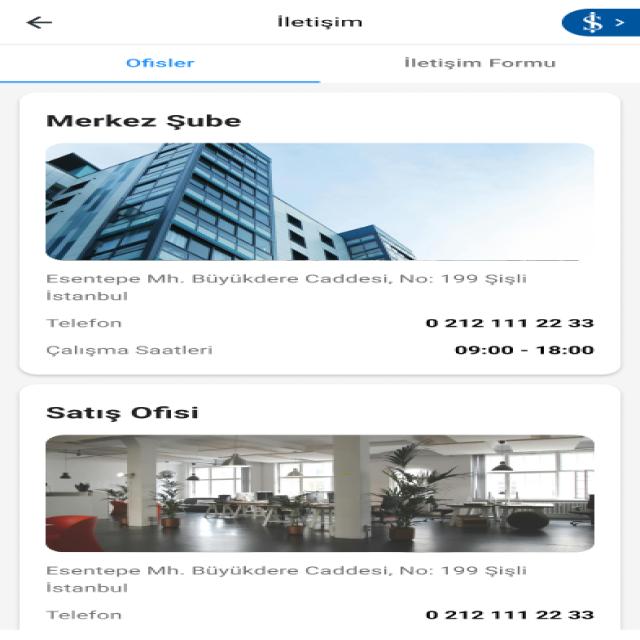 İletişim
>
Ofisler
İletişim Formu
Merkez Şube
Esentepe Mh. Büyükdere Caddesi, No: 199 Şişli
İstanbul
Telefon 0 212 111 22 33
Çalışma Saatleri 09:00 - 18:00
Satış Ofisi
Esentepe Mh. Büyükdere Caddesi, No: 199 Şişli
İstanbul
Telefon 0 212 111 22 33